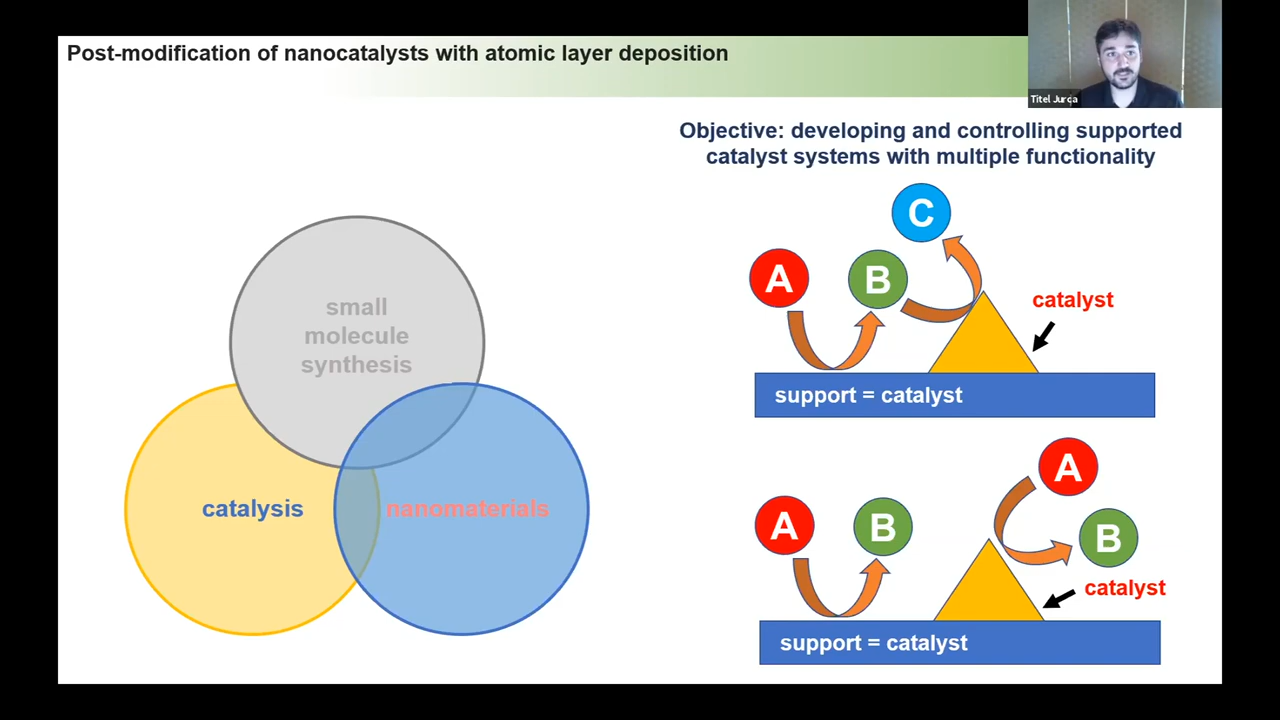 Post-modification of nanocatalysts with atomic layer deposition
Titel Jurca
Objective: developing and controlling supported
catalyst systems with multiple functionality
small
molecule
synthesis
catalysis
nanomaterials
C
A
B
catalyst
support = catalyst
A
A
B
B
catalyst
support = catalyst